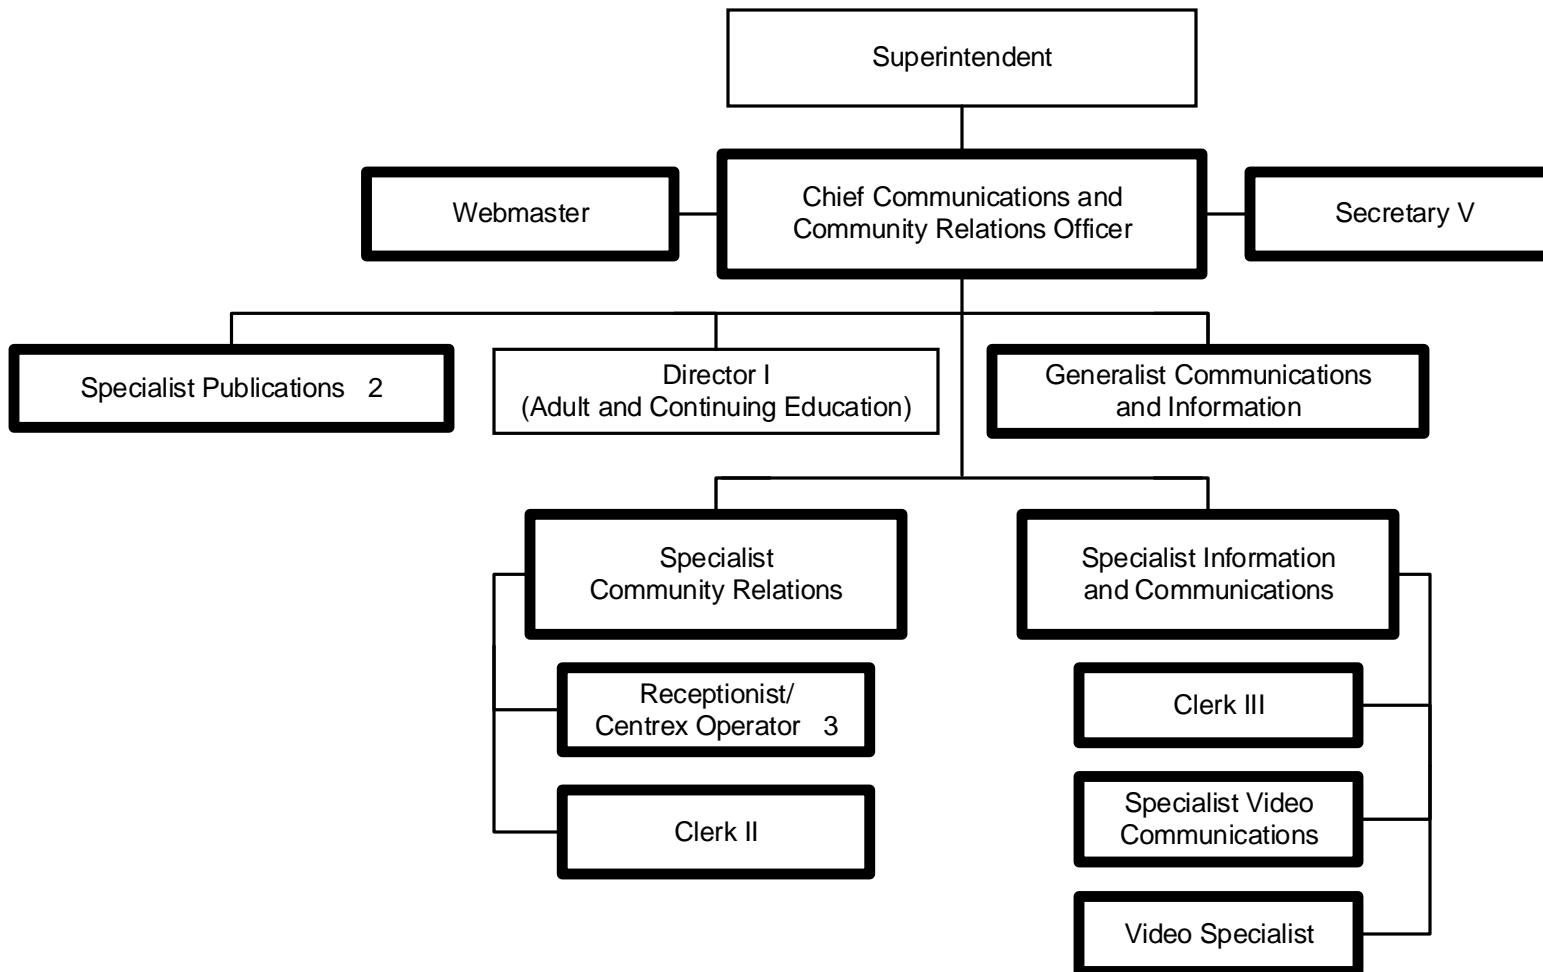 Superintendent
Webmaster
Chief Communications and
Community Relations Officer
Secretary V
Specialist Publications 2
Director I
(Adult and Continuing Education)
Generalist Communications
and Information
Specialist
Community Relations
Specialist Information
and Communications
Receptionist/
Centrex Operator 3
Clerk III
Clerk II
Specialist Video
Communications
Video Specialist